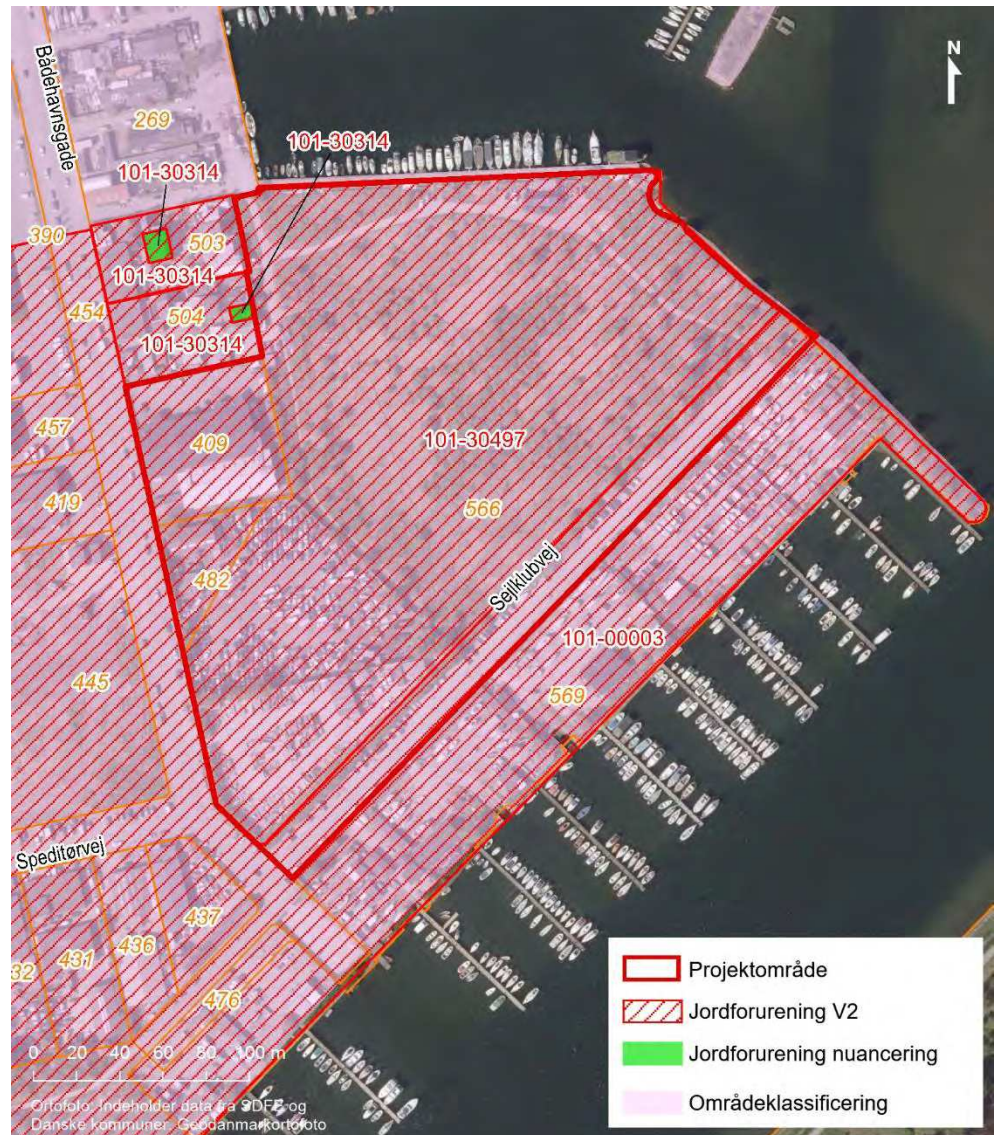 Bådehavnsgade
N
269
101-30314
101-30314
390
503
101-30314
454
504
101-30314
457
409
101-30497
419
566
482
Sejlklubvej
101-00003
445
569
Speditørvej
437
436
431
32
476
0 20 40 60 80 100 m
Ortofoto: Indeholder data fra SDFE og
Danske kommuner. Geodanmarkortofoto
Projektområde
Jordforurening V2
Jordforurening nuancering
Områdeklassificering